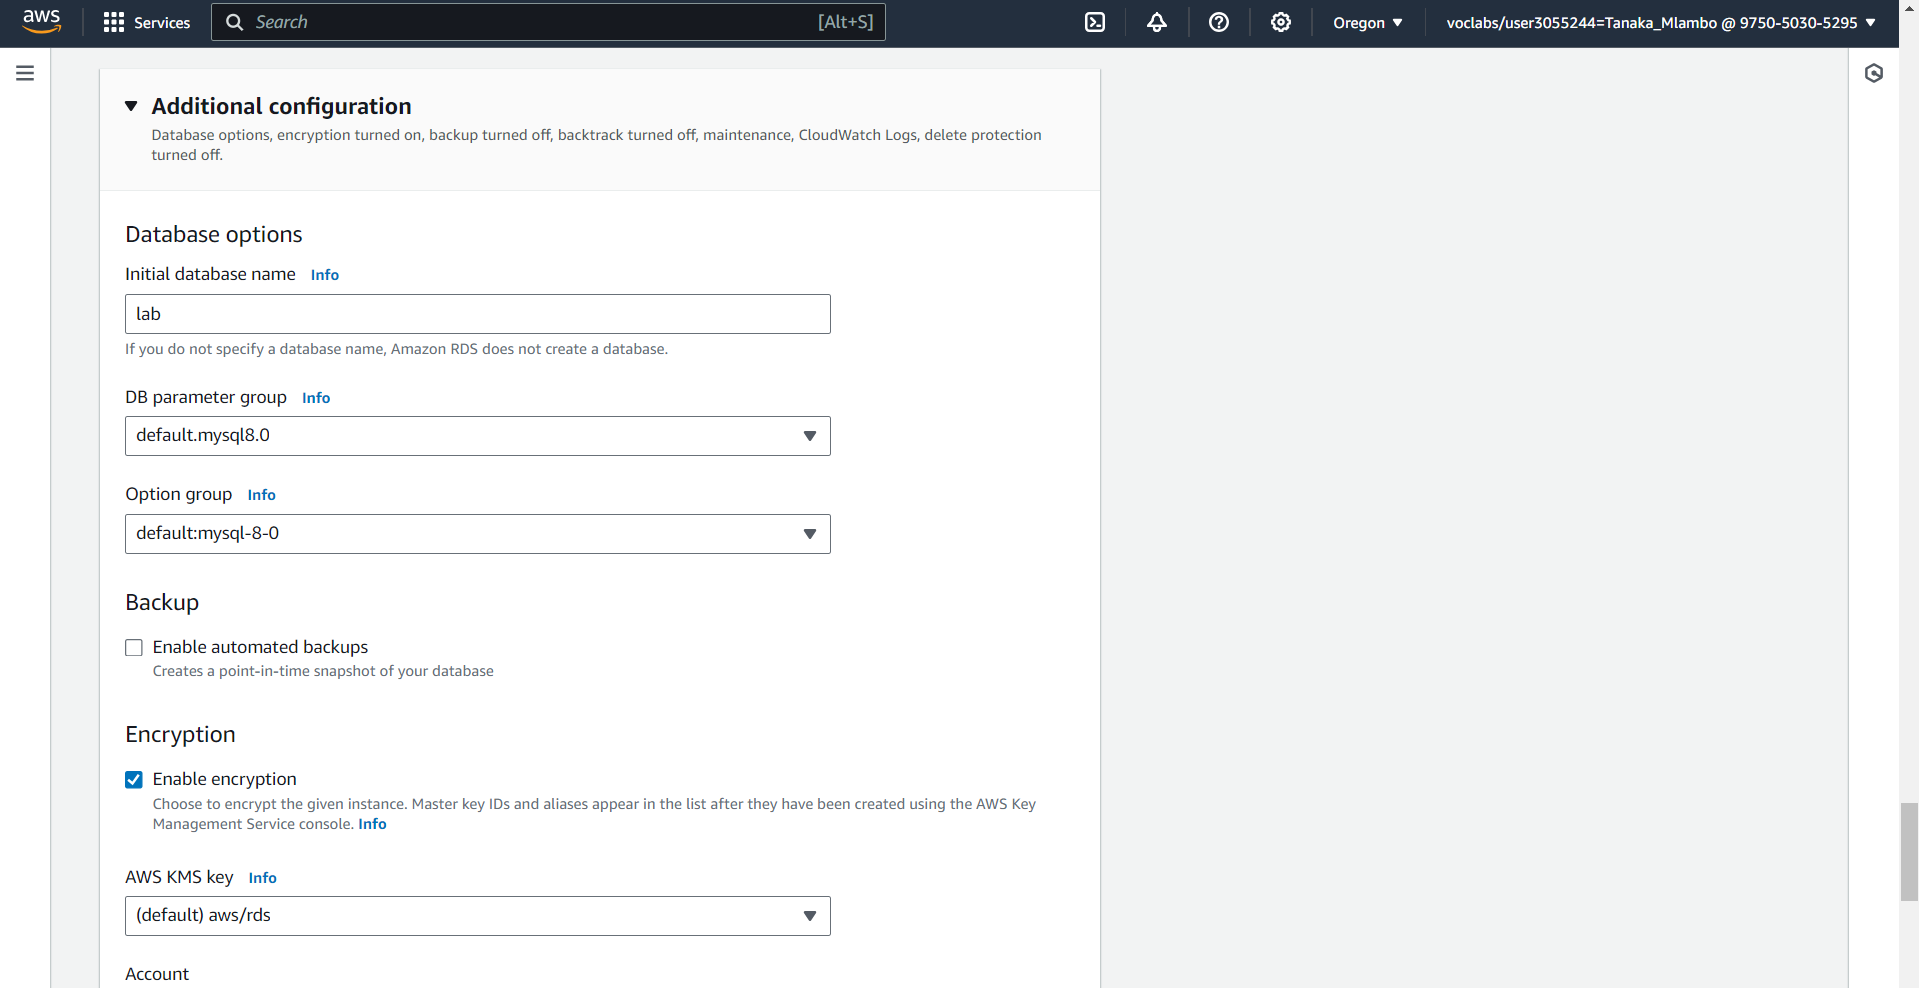 aws
Services
Search [Alt+S]
Oregon
voclabs/user3055244=Tanaka_Mlambo @ 9750-5030-5295
Additional configuration
Database options, encryption turned on, backup turned off, backtrack turned off, maintenance, CloudWatch Logs, delete protection
turned off.
Database options
Initial database name Info
lab
If you do not specify a database name, Amazon RDS does not create a database.
DB parameter group Info
default.mysql8.0
Option group Info
default:mysql-8-0
Backup
Enable automated backups
Creates a point-in-time snapshot of your database
Encryption
Enable encryption
Choose to encrypt the given instance. Master key IDs and aliases appear in the list after they have been created using the AWS Key
Management Service console. Info
AWS KMS key Info
(default) aws/rds
Account